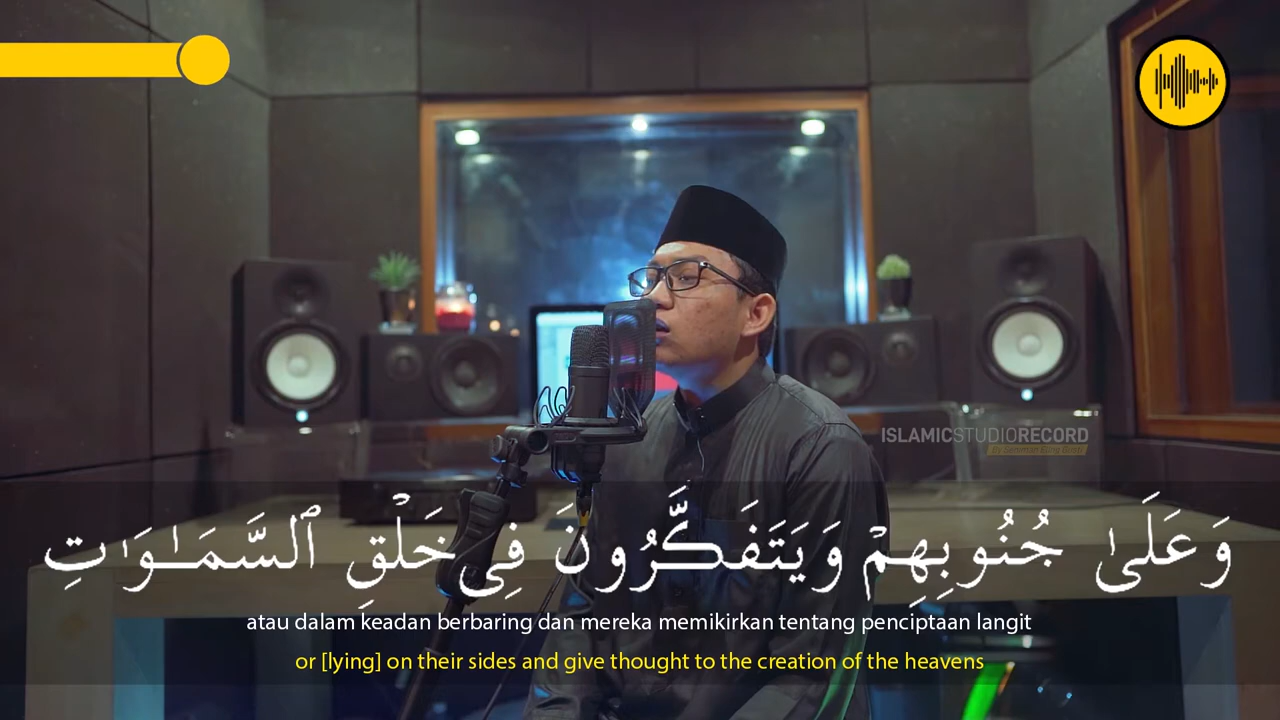 ISLAMICSTUDIORECORD
وَعَلَىٰ جُنُوبِهِمْ وَيَتَفَكَّرُونَ فِى خَلْقِ ٱلسَّمَـٰوَٰتِ
atau dalam keadan berbaring dan mereka memikirkan tentang penciptaan langit
or [lying] on their sides and give thought to the creation of the heavens